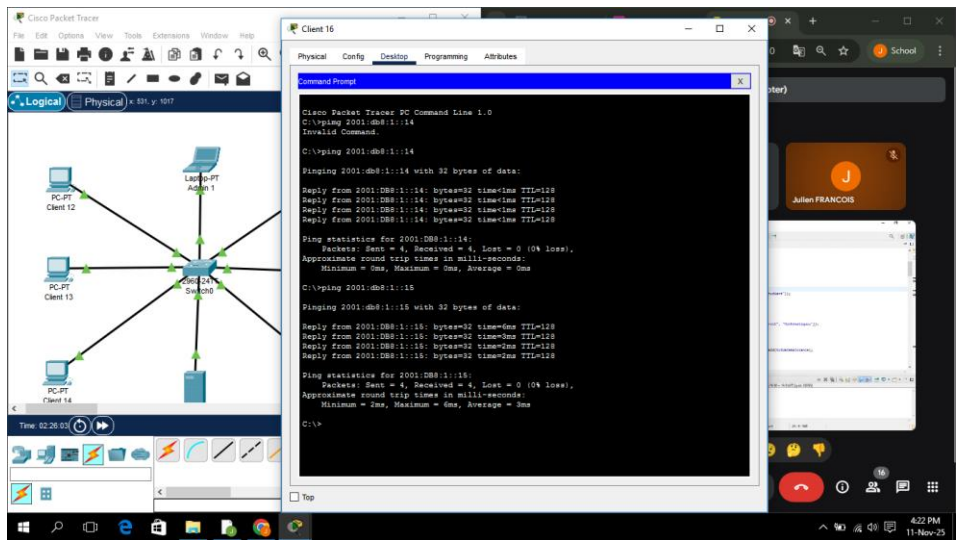 Cisco Packet Tracer
File Edit Options View Tools Extensions Window Help
Logical Physical x: 531, y: 1017
PC-PT
Client 12
Laptop-PT
Admin 1
PC-PT
Client 13
2960-24TT
Switch0
PC-PT
Client 14
Time: 02:26:03
Client 16
Physical Config Desktop Programming Attributes
Command Prompt
X
Cisco Packet Tracer PC Command Line 1.0
C:\>pimg 2001:db8:1::14
Invalid Command.
C:\>ping 2001:db8:1::14
Pinging 2001:db8:1::14 with 32 bytes of data:
Reply from 2001:DB8:1::14: bytes=32 time<1ms TTL=128
Reply from 2001:DB8:1::14: bytes=32 time<1ms TTL=128
Reply from 2001:DB8:1::14: bytes=32 time<1ms TTL=128
Reply from 2001:DB8:1::14: bytes=32 time<1ms TTL=128
Ping statistics for 2001:DB8:1::14:
Packets: Sent = 4, Received = 4, Lost = 0 (0% loss),
Approximate round trip times in milli-seconds:
Minimum = 0ms, Maximum = 0ms, Average = 0ms
C:\>ping 2001:db8:1::15
Pinging 2001:db8:1::15 with 32 bytes of data:
Reply from 2001:DB8:1::15: bytes=32 time=6ms TTL=128
Reply from 2001:DB8:1::15: bytes=32 time=3ms TTL=128
Reply from 2001:DB8:1::15: bytes=32 time=2ms TTL=128
Reply from 2001:DB8:1::15: bytes=32 time=2ms TTL=128
Ping statistics for 2001:DB8:1::15:
Packets: Sent = 4, Received = 4, Lost = 0 (0% loss),
Approximate round trip times in milli-seconds:
Minimum = 2ms, Maximum = 6ms, Average = 3ms
C:\>
Top
J School
oter)
J
Julien FRANCOIS
16
4:22 PM
11-Nov-25